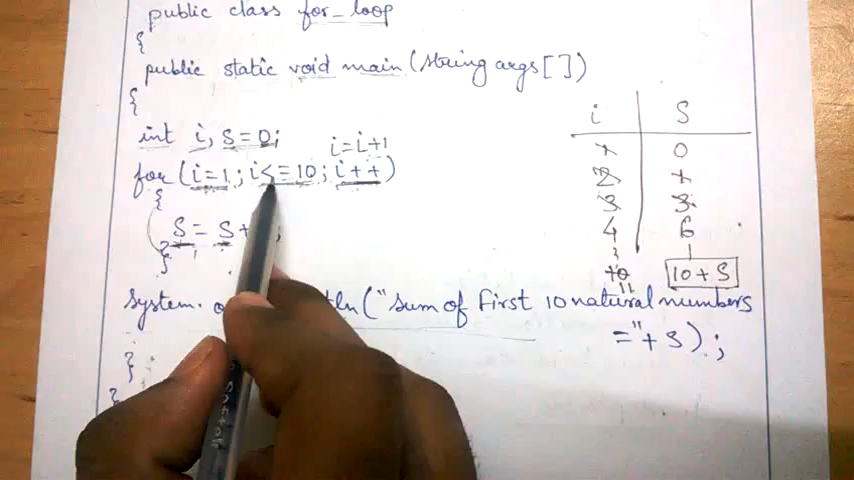 public class for_loop
{
public static void main(string args[])
{
int i, S=0;
i=i+1
for (i=1; i<=10; i++)
{
S= S+ ;
}
System. o ln("Sum of first 10 natural numbers
="+ S);
}
}
i S
1 0
2 1
3 3
4 6
10 10+S
11